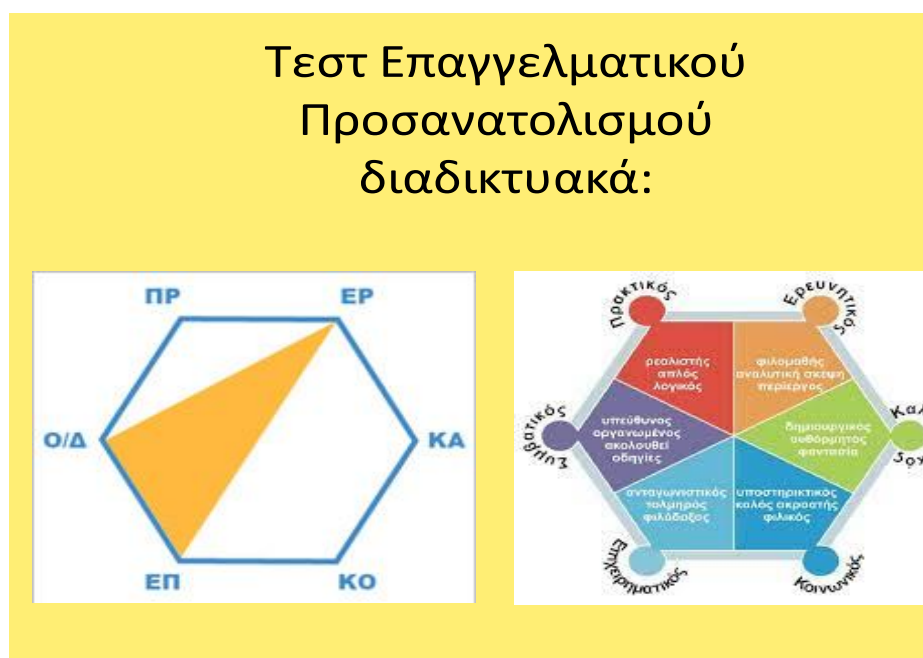 Τεστ Επαγγελματικού
Προσανατολισμού
διαδικτυακά:
ΠΡ ΕΡ
Ο/Δ ΚΑ
ΕΠ ΚΟ
Πρακτικός
Ερευνητικός
ρεαλιστής
απλός
λογικός
φιλομαθής
αναλυτική σκέψη
περίεργος
υπεύθυνος
οργανωμένος
ακολουθεί
οδηγίες
δημιουργικός
αυθόρμητος
φαντασία
ανταγωνιστικός
τολμηρός
φιλόδοξος
υποστηρικτικός
καλός ακροατής
φιλικός
Επιχειρηματικός
Κοινωνικός